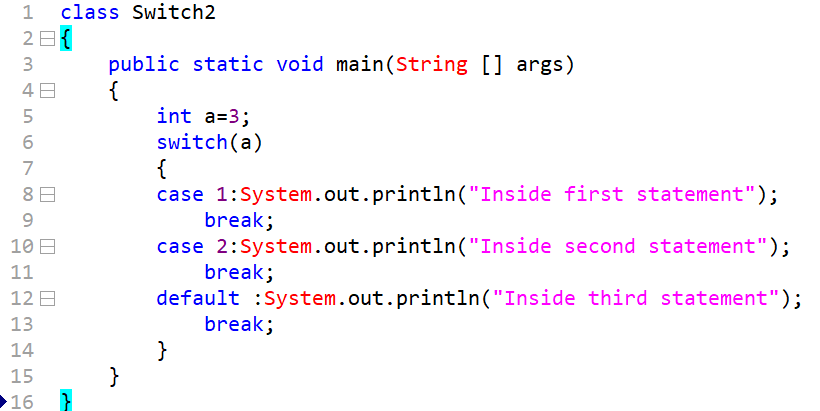 1 class Switch2
2 {
3     public static void main(String [] args)
4     {
5         int a=3;
6         switch(a)
7         {
8         case 1:System.out.println("Inside first statement");
9             break;
10         case 2:System.out.println("Inside second statement");
11             break;
12         default :System.out.println("Inside third statement");
13             break;
14         }
15     }
16 }